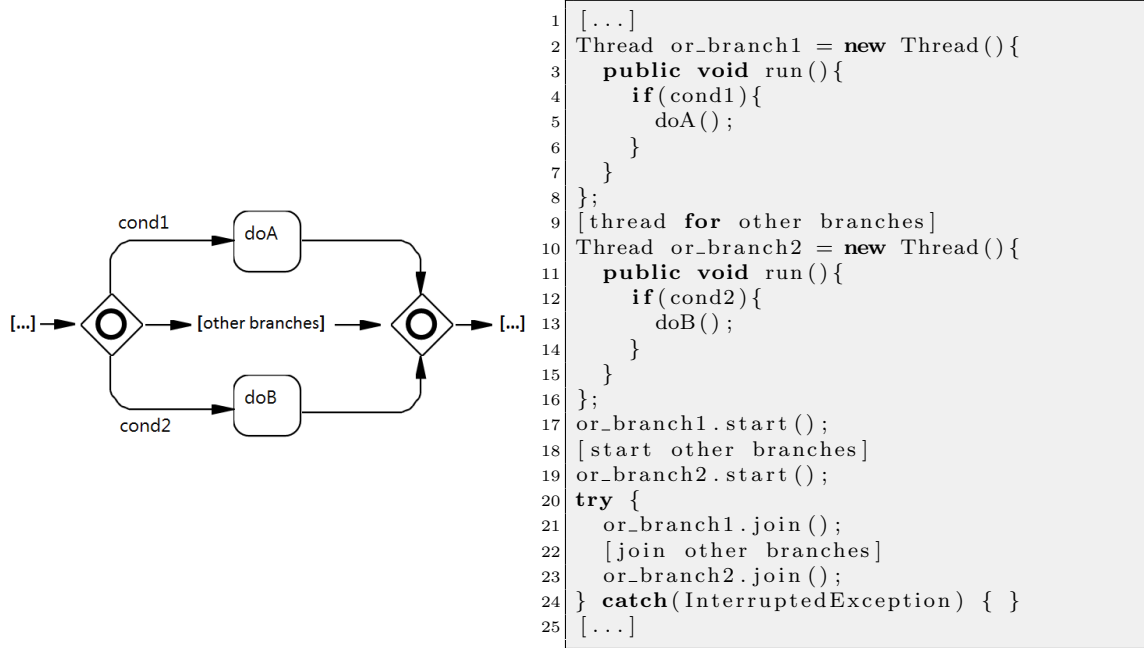 cond1
doA
[...]
[other branches]
[...]
doB
cond2
1 [...]
2 Thread or_branch1 = new Thread(){
3 public void run(){
4 if(cond1){
5 doA();
6 }
7 }
8 };
9 [thread for other branches]
10 Thread or_branch2 = new Thread(){
11 public void run(){
12 if(cond2){
13 doB();
14 }
15 }
16 };
17 or_branch1.start();
18 [start other branches]
19 or_branch2.start();
20 try {
21 or_branch1.join();
22 [join other branches]
23 or_branch2.join();
24 } catch(InterruptedException) { }
25 [...]